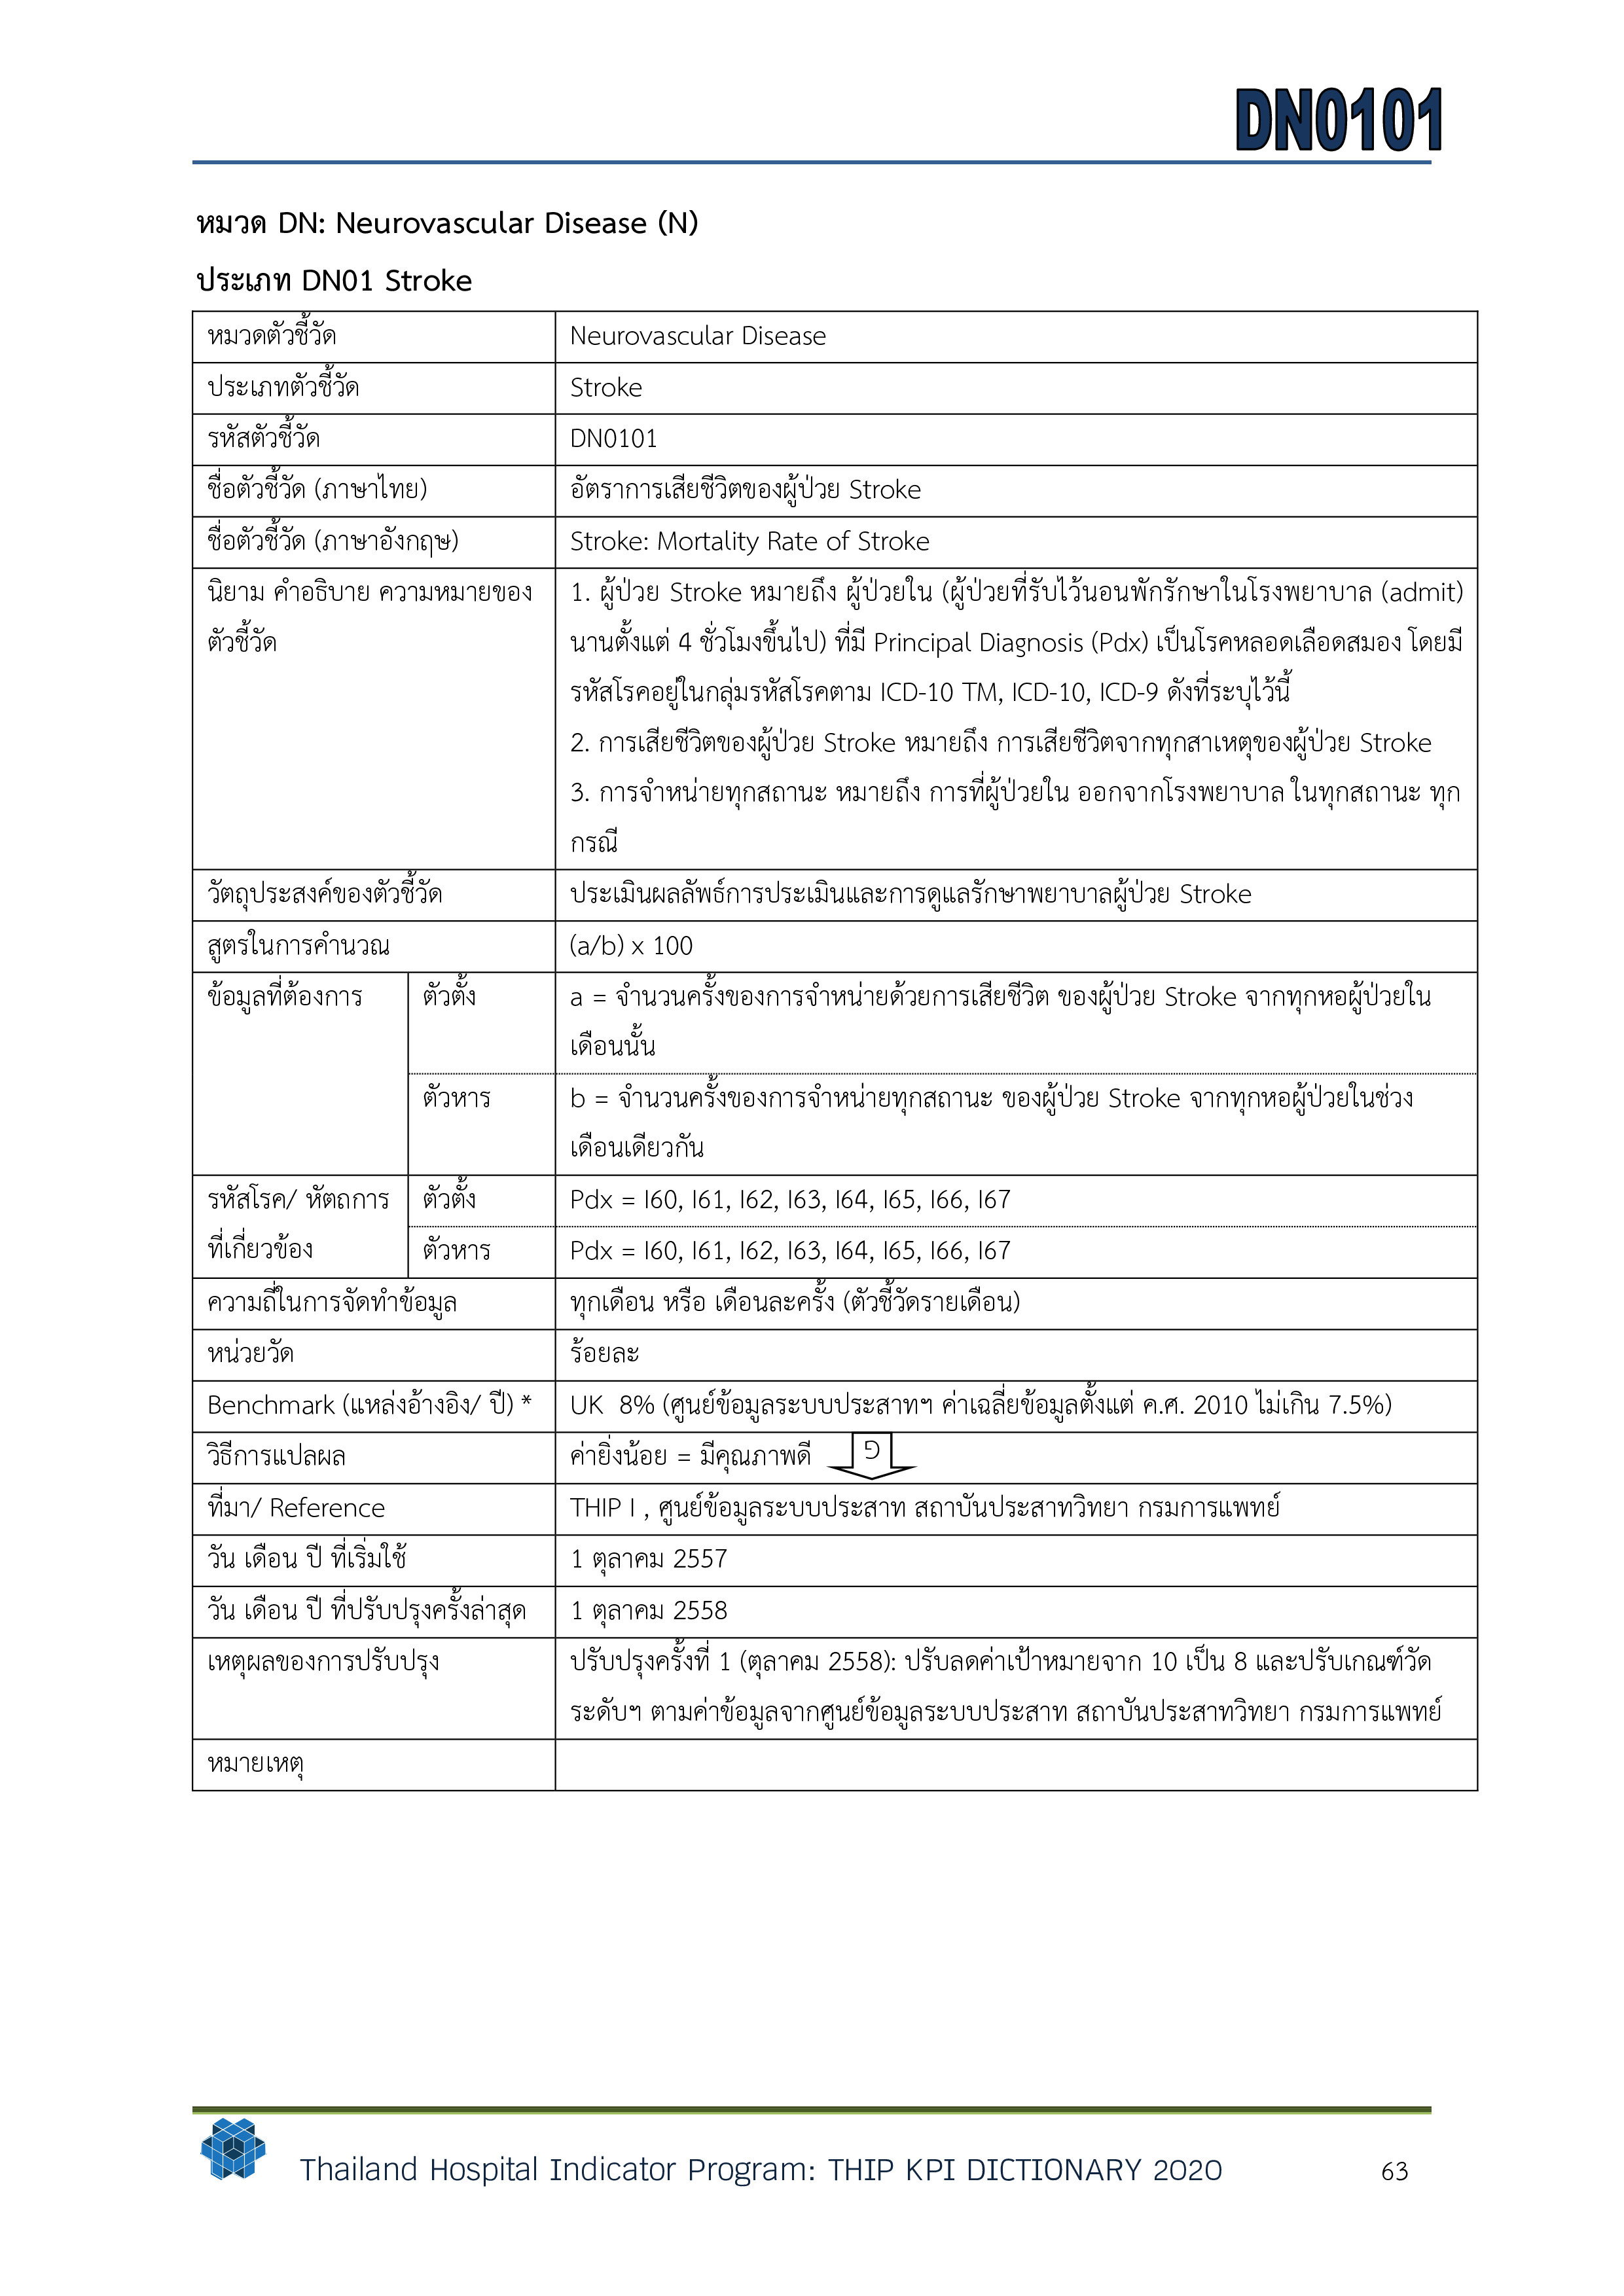 DN0101
หมวด DN: Neurovascular Disease (N)
ประเภท DN01 Stroke
หมวดตัวชี้วัด Neurovascular Disease
ประเภทตัวชี้วัด Stroke
รหัสตัวชี้วัด DN0101
ชื่อตัวชี้วัด (ภาษาไทย) อัตราการเสียชีวิตของผู้ป่วย Stroke
ชื่อตัวชี้วัด (ภาษาอังกฤษ) Stroke: Mortality Rate of Stroke
นิยาม คำอธิบาย ความหมายของ
ตัวชี้วัด
1. ผู้ป่วย Stroke หมายถึง ผู้ป่วยใน (ผู้ป่วยที่รับไว้นอนพักรักษาในโรงพยาบาล (admit)
นานตั้งแต่ 4 ชั่วโมงขึ้นไป) ที่มี Principal Diagnosis (Pdx) เป็นโรคหลอดเลือดสมอง โดยมี
รหัสโรคอยู่ในกลุ่มรหัสโรคตาม ICD-10 TM, ICD-10, ICD-9 ดังที่ระบุไว้นี้
2. การเสียชีวิตของผู้ป่วย Stroke หมายถึง การเสียชีวิตจากทุกสาเหตุของผู้ป่วย Stroke
3. การจำหน่ายทุกสถานะ หมายถึง การที่ผู้ป่วยใน ออกจากโรงพยาบาล ในทุกสถานะ ทุก
กรณี
วัตถุประสงค์ของตัวชี้วัด ประเมินผลลัพธ์การประเมินและการดูแลรักษาพยาบาลผู้ป่วย Stroke
สูตรในการคำนวณ (a/b) x 100
ข้อมูลที่ต้องการ ตัวตั้ง a = จำนวนครั้งของการจำหน่ายด้วยการเสียชีวิต ของผู้ป่วย Stroke จากทุกหอผู้ป่วยใน
เดือนนั้น
ตัวหาร b = จำนวนครั้งของการจำหน่ายทุกสถานะ ของผู้ป่วย Stroke จากทุกหอผู้ป่วยในช่วง
เดือนเดียวกัน
รหัสโรค/ หัตถการ ตัวตั้ง Pdx = I60, I61, I62, I63, I64, I65, I66, I67
ที่เกี่ยวข้อง ตัวหาร Pdx = I60, I61, I62, I63, I64, I65, I66, I67
ความถี่ในการจัดทำข้อมูล ทุกเดือน หรือ เดือนละครั้ง (ตัวชี้วัดรายเดือน)
หน่วยวัด ร้อยละ
Benchmark (แหล่งอ้างอิง/ ปี) * UK 8% (ศูนย์ข้อมูลระบบประสาทฯ ค่าเฉลี่ยข้อมูลตั้งแต่ ค.ศ. 2010 ไม่เกิน 7.5%)
วิธีการแปลผล ค่ายิ่งน้อย = มีคุณภาพดี
ที่มา/ Reference THIP I , ศูนย์ข้อมูลระบบประสาท สถาบันประสาทวิทยา กรมการแพทย์
วัน เดือน ปี ที่เริ่มใช้ 1 ตุลาคม 2557
วัน เดือน ปี ที่ปรับปรุงครั้งล่าสุด 1 ตุลาคม 2558
เหตุผลของการปรับปรุง ปรับปรุงครั้งที่ 1 (ตุลาคม 2558): ปรับลดค่าเป้าหมายจาก 10 เป็น 8 และปรับเกณฑ์วัด
ระดับฯ ตามค่าข้อมูลจากศูนย์ข้อมูลระบบประสาท สถาบันประสาทวิทยา กรมการแพทย์
หมายเหตุ
Thailand Hospital Indicator Program: THIP KPI DICTIONARY 2020 63